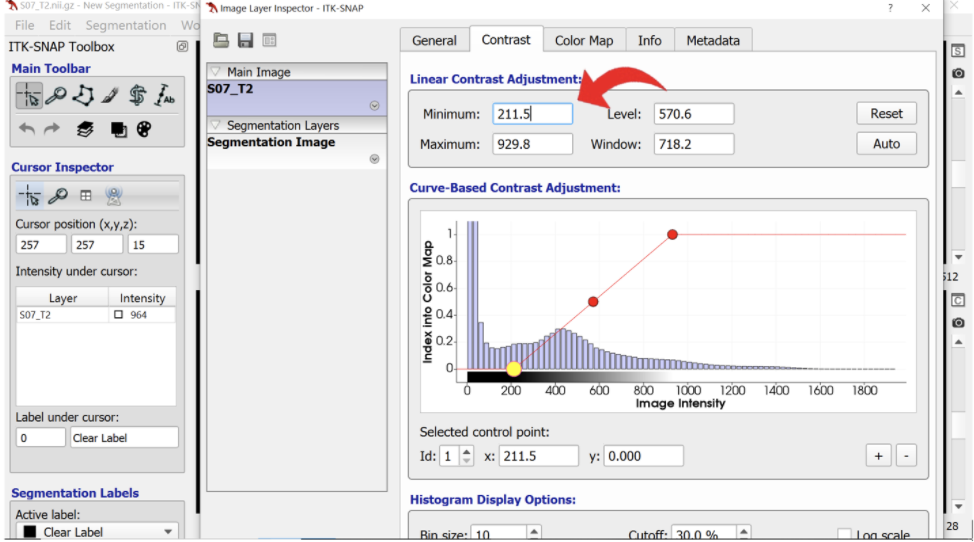 S07_T2.nii.gz - New Segmentation - ITK-SN
Image Layer Inspector - ITK-SNAP
?
File Edit Segmentation Wo
ITK-SNAP Toolbox
Main Toolbar
Cursor Inspector
Cursor position (x,y,z):
257 257 15
Intensity under cursor:
Layer Intensity
S07_T2 964
Label under cursor:
0 Clear Label
Segmentation Labels
Active label:
Clear Label
Main Image
S07_T2
Segmentation Layers
Segmentation Image
General Contrast Color Map Info Metadata
Linear Contrast Adjustment:
Minimum: 211.5 Level: 570.6 Reset
Maximum: 929.8 Window: 718.2 Auto
Curve-Based Contrast Adjustment:
Index into Color Map
1
0.8
0.6
0.4
0.2
0
0 200 400 600 800 1000 1200 1400 1600 1800
Image Intensity
Selected control point:
Id: 1 x: 211.5 y: 0.000 + -
Histogram Display Options:
Bin size: 10 Cutoff: 30.0 % Log scale
S
512
C
28